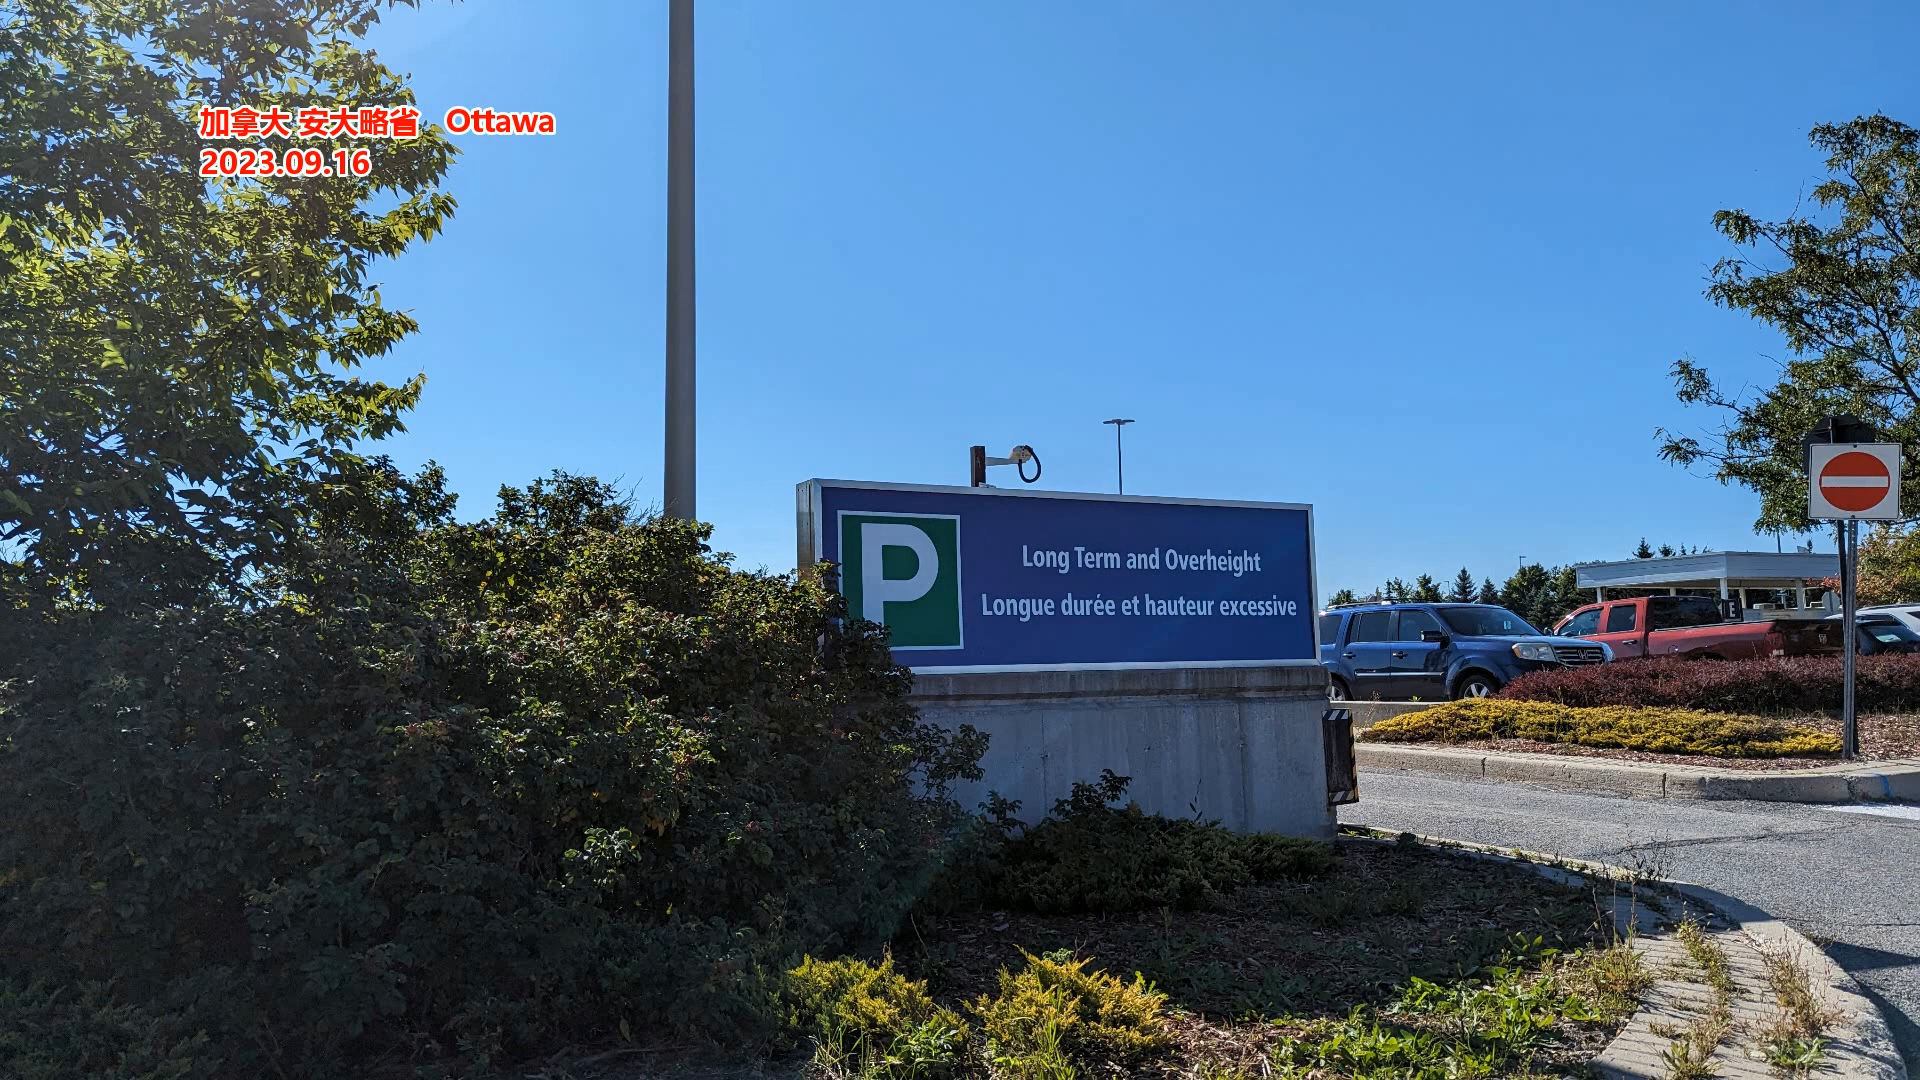 加拿大 安大略省 Ottawa
2023.09.16
P
Long Term and Overheight
Longue durée et hauteur excessive
E